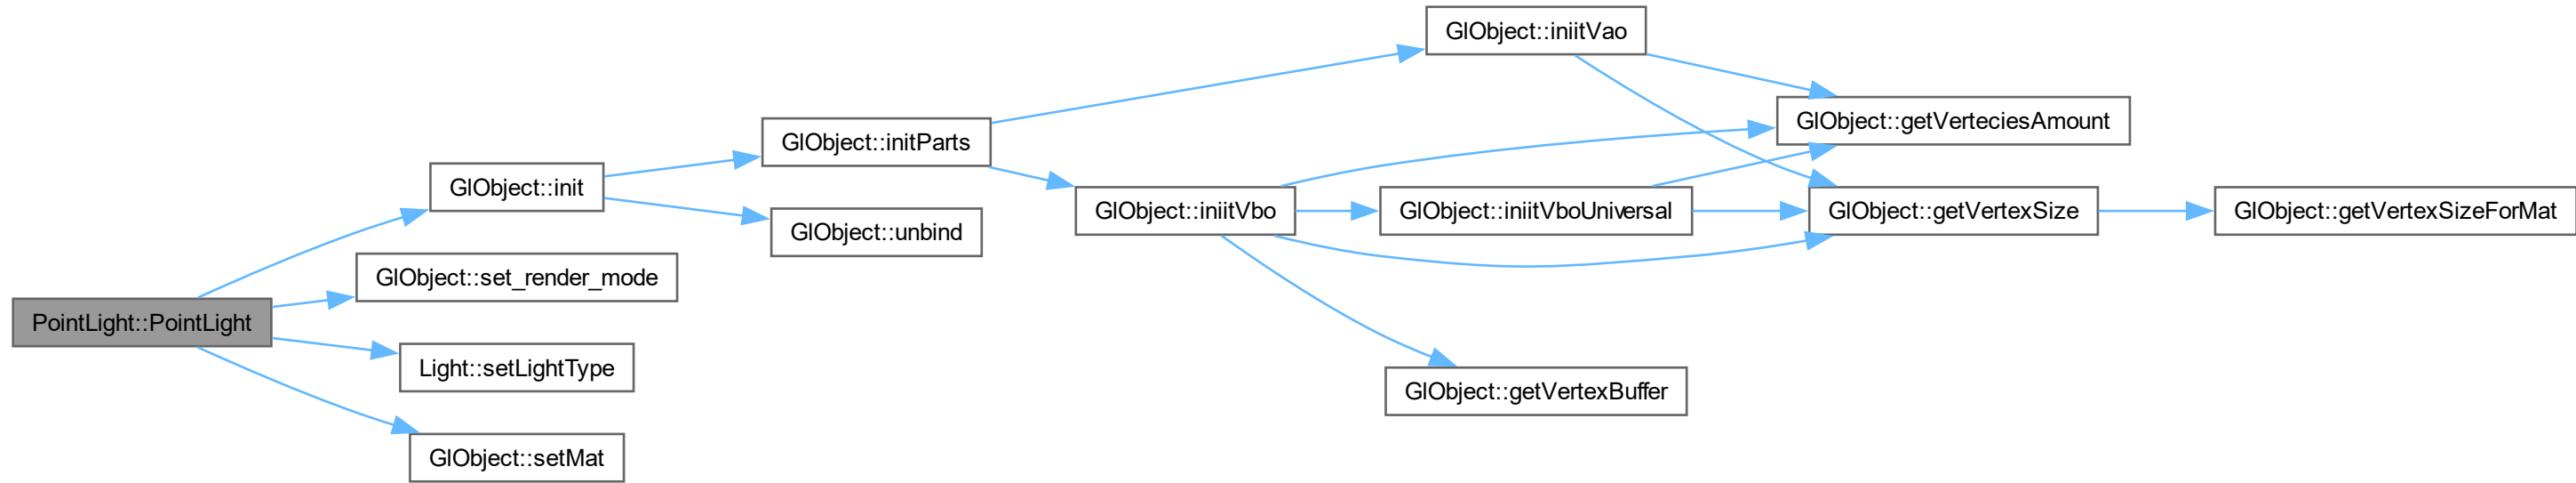 PointLight::PointLight
GlObject::init
GlObject::set_render_mode
Light::setLightType
GlObject::setMat
GlObject::initParts
GlObject::unbind
GlObject::iniitVao
GlObject::iniitVbo
GlObject::iniitVboUniversal
GlObject::getVertexBuffer
GlObject::getVerteciesAmount
GlObject::getVertexSize
GlObject::getVertexSizeForMat